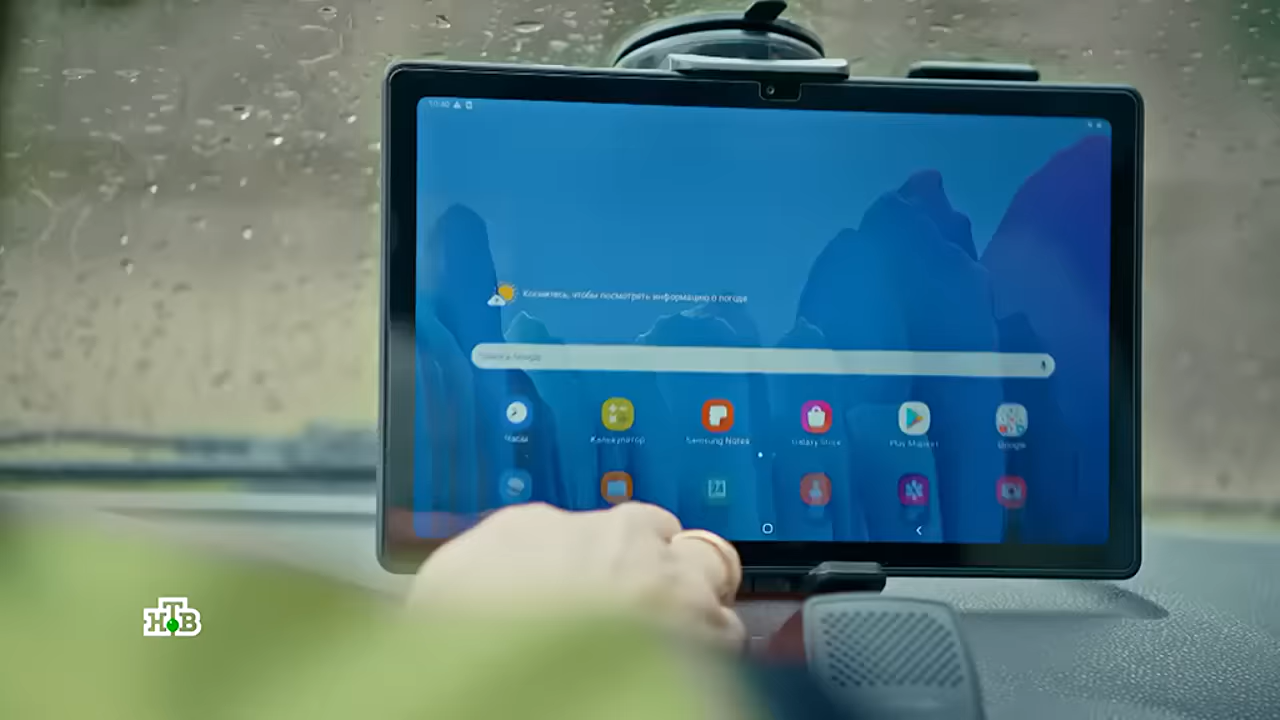 Коснитесь, чтобы посмотреть информацию о погоде
Часы
Калькулятор
Samsung Notes
Galaxy Store
Play Маркет
Google
НТВ